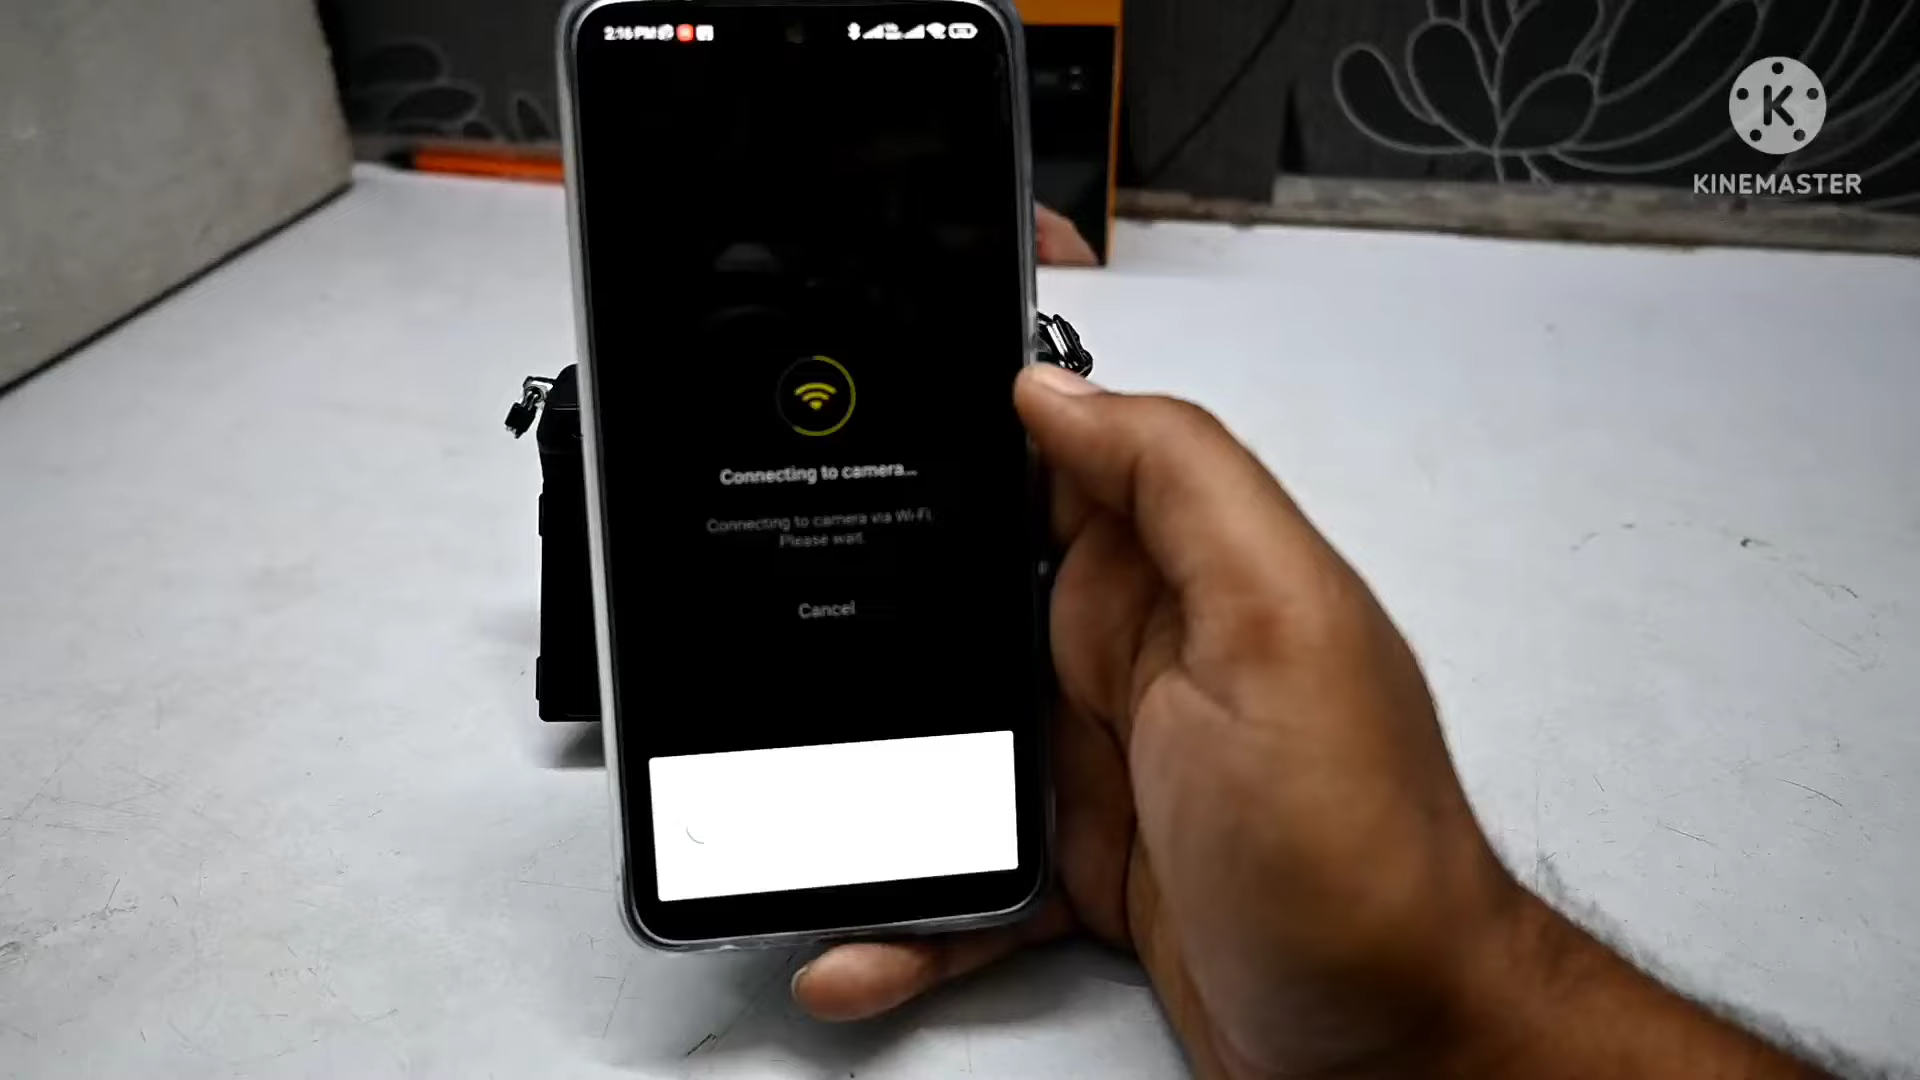 2:16 PM
K
KINEMASTER
Connecting to camera...
Connecting to camera via Wi-Fi.
Please wait.
Cancel